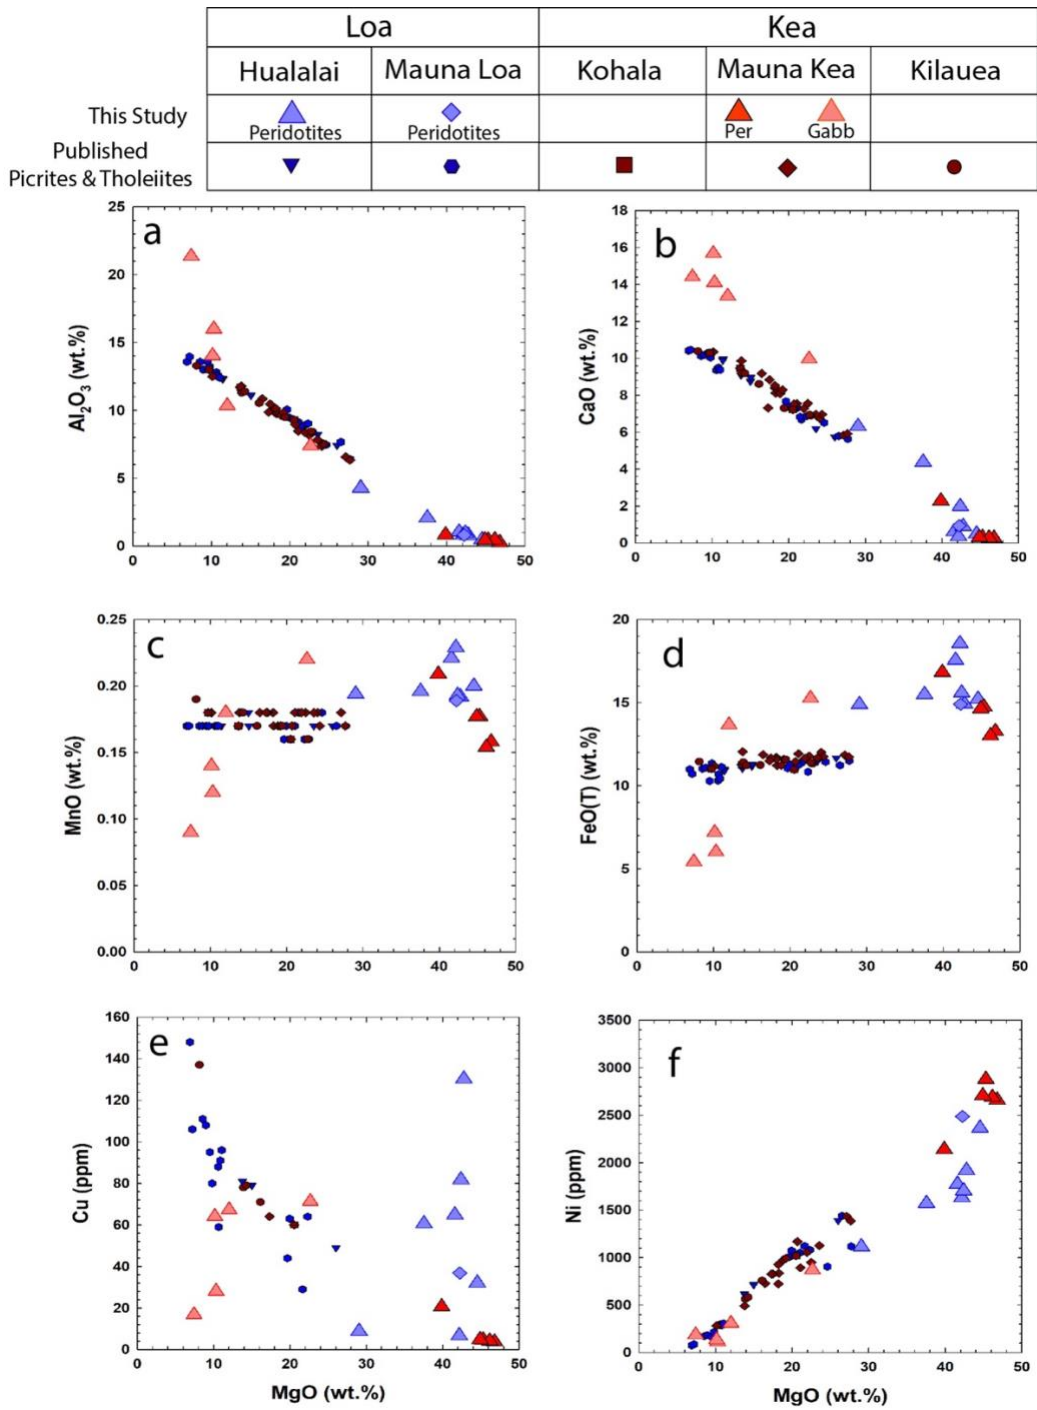 Loa Kea
Hualalai Mauna Loa Kohala Mauna Kea Kilauea
This Study Peridotites Peridotites Per Gabb
Published
Picrites & Tholeiites
25
20
15
10
5
0
0 10 20 30 40 50
a
Al₂O₃ (wt.%)
18
16
14
12
10
8
6
4
2
0
0 10 20 30 40 50
b
CaO (wt.%)
0.25
0.20
0.15
0.10
0.05
0.00
0 10 20 30 40 50
c
MnO (wt.%)
20
15
10
5
0
0 10 20 30 40 50
d
FeO(T) (wt.%)
160
140
120
100
80
60
40
20
0
0 10 20 30 40 50
e
Cu (ppm)
MgO (wt.%)
3500
3000
2500
2000
1500
1000
500
0
0 10 20 30 40 50
f
Ni (ppm)
MgO (wt.%)